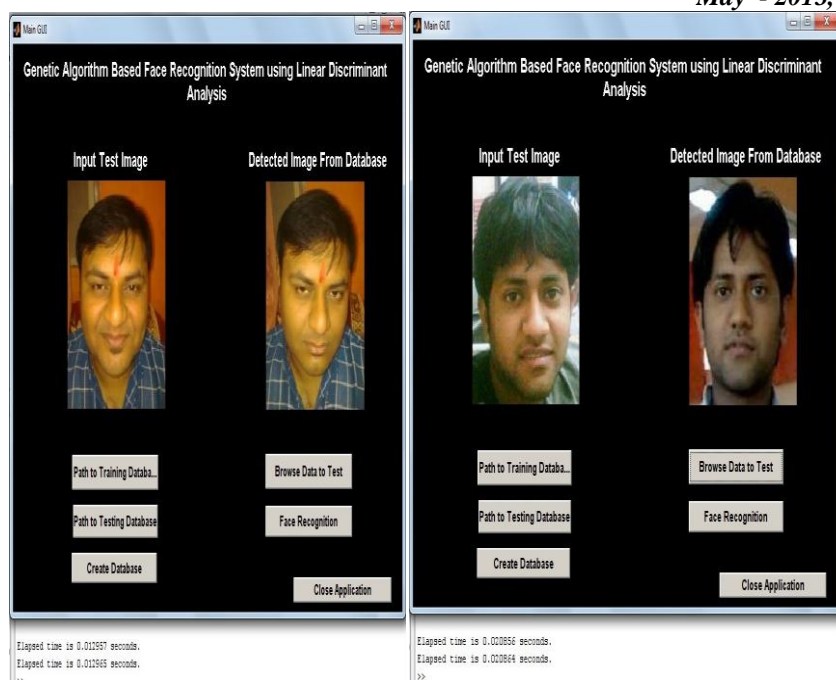 May - 2013,
Main GUI
Genetic Algorithm Based Face Recognition System using Linear Discriminant
Analysis
Input Test Image
Detected Image From Database
Path to Training Databa...
Browse Data to Test
Path to Testing Database
Face Recognition
Create Database
Close Application
Elapsed time is 0.012957 seconds.
Elapsed time is 0.012965 seconds.
>>
Main GUI
Genetic Algorithm Based Face Recognition System using Linear Discriminant
Analysis
Input Test Image
Detected Image From Database
Path to Training Databa...
Browse Data to Test
Path to Testing Database
Face Recognition
Create Database
Close Application
Elapsed time is 0.020856 seconds.
Elapsed time is 0.020864 seconds.
>>